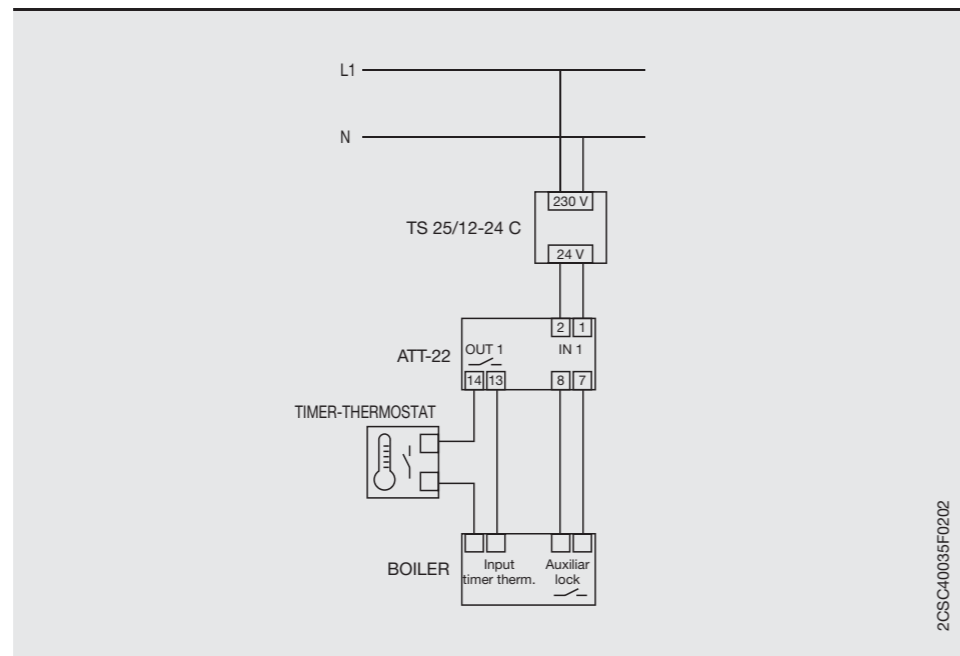 L1
N
230 V
TS 25/12-24 C
24 V
2 1
OUT 1 IN 1
ATT-22
14 13 8 7
TIMER-THERMOSTAT
BOILER
Input
timer therm.
Auxiliar
lock
2CSC40035F0202